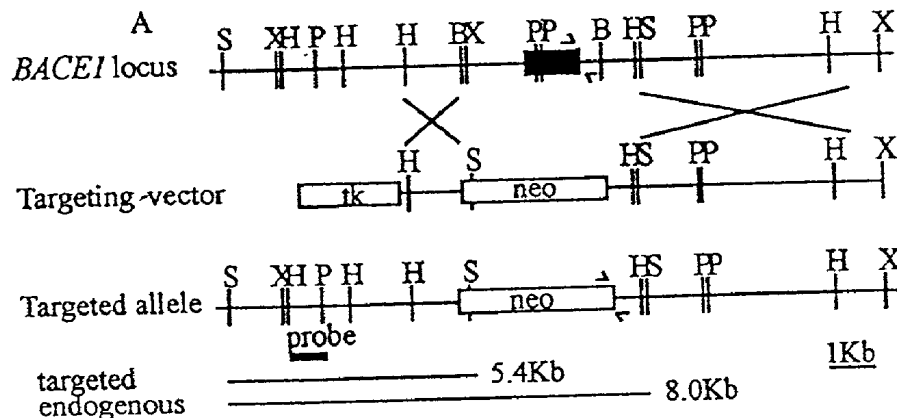 A
S XH P H H BX PP B HS PP H X
BACE1 locus
H S HS PP H X
Targeting-vector tk neo
S XH P H H S HS PP H X
Targeted allele neo
probe
1Kb
targeted 5.4Kb
endogenous 8.0Kb